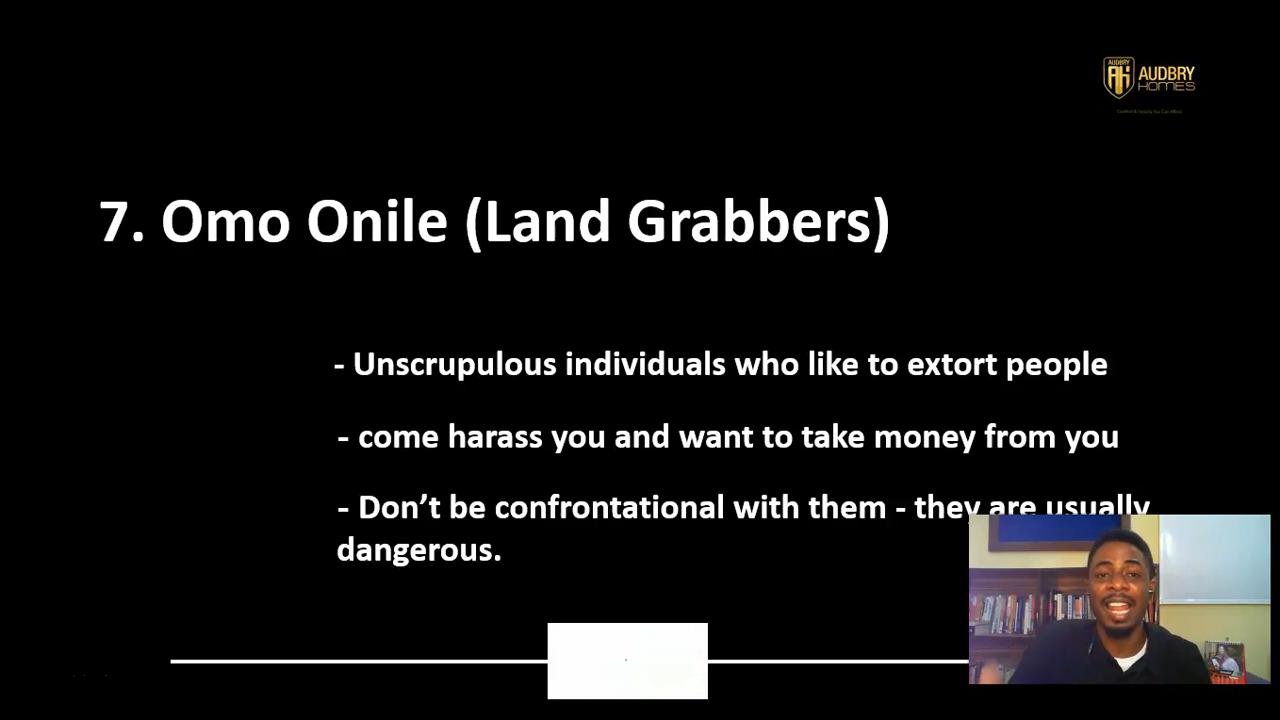 AUDBRY
AUDBRY
HOMES
7. Omo Onile (Land Grabbers)
- Unscrupulous individuals who like to extort people
- come harass you and want to take money from you
- Don’t be confrontational with them - they are usually
dangerous.